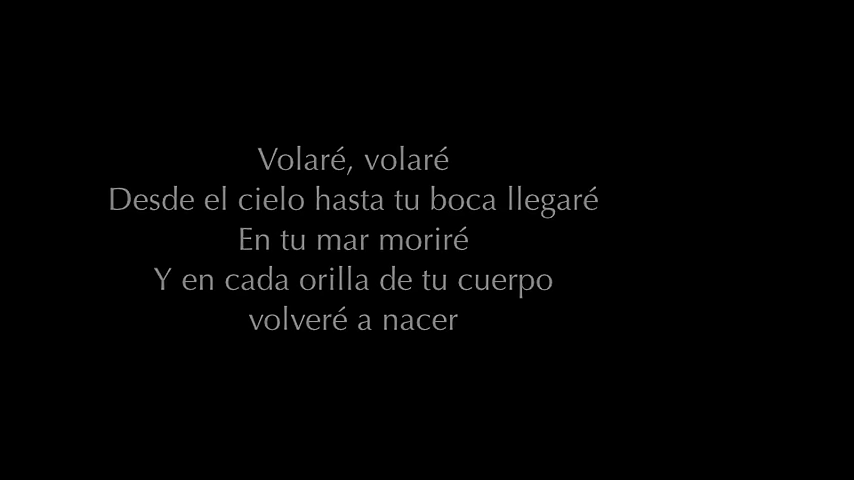 Volaré, volaré
Desde el cielo hasta tu boca llegaré
En tu mar moriré
Y en cada orilla de tu cuerpo
volveré a nacer